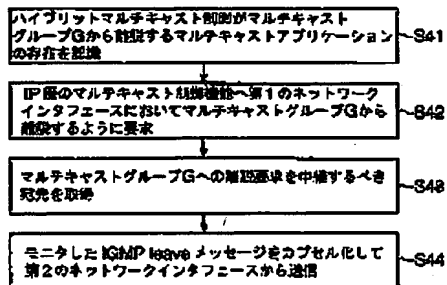 ハイブリットマルチキャスト制御がマルチキャスト
グループGから離脱するマルチキャストアプリケーション
の存在を認識
S41
IP層のマルチキャスト制御機能へ第1のネットワーク
インタフェースにおいてマルチキャストグループGから
離脱するように要求
S42
マルチキャストグループGへの離脱要求を中継するべき
宛先を取得
S43
モニタしたIGMP leave メッセージをカプセル化して
第2のネットワークインタフェースから送信
S44